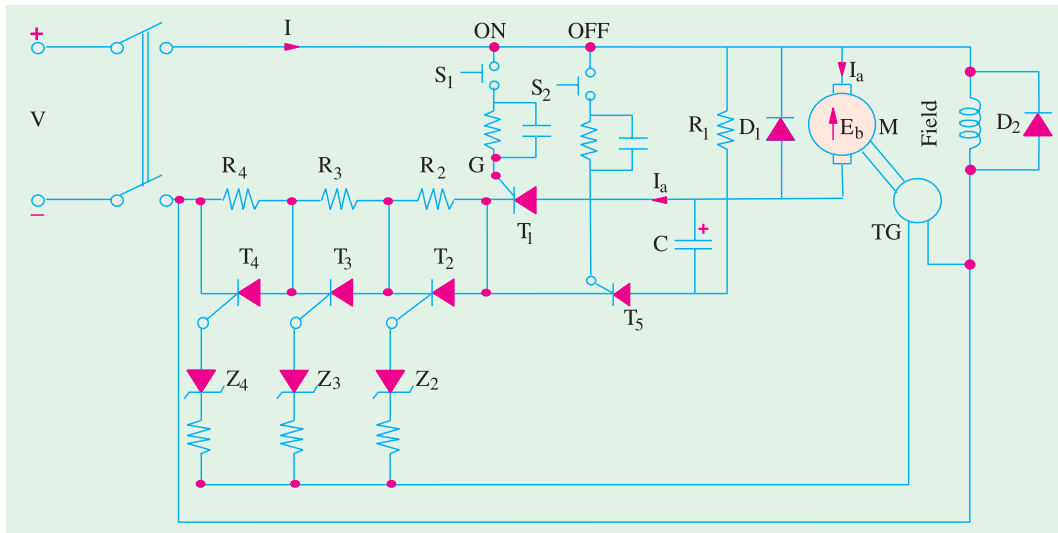 +
I
ON
OFF
V
S1
S2
R1
D1
Ia
Eb
M
Field
D2
G
R4
R3
R2
Ia
T1
–
C
+
TG
T4
T3
T2
T5
Z4
Z3
Z2